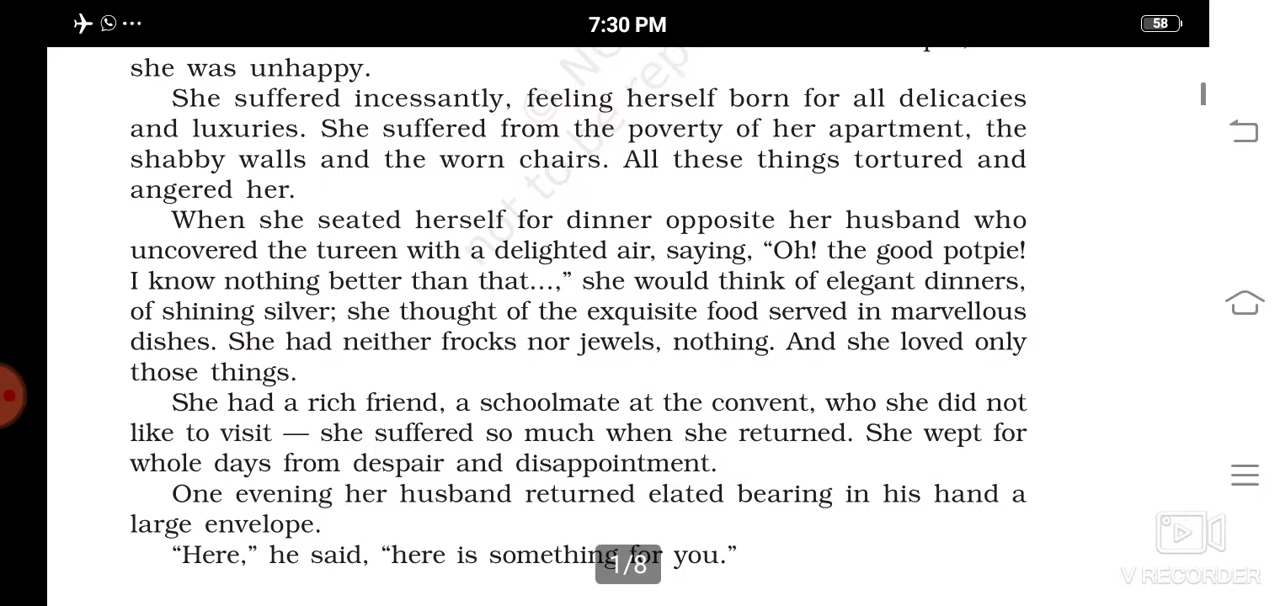 7:30 PM
58
she was unhappy.
She suffered incessantly, feeling herself born for all delicacies
and luxuries. She suffered from the poverty of her apartment, the
shabby walls and the worn chairs. All these things tortured and
angered her.
When she seated herself for dinner opposite her husband who
uncovered the tureen with a delighted air, saying, “Oh! the good potpie!
I know nothing better than that...,” she would think of elegant dinners,
of shining silver; she thought of the exquisite food served in marvellous
dishes. She had neither frocks nor jewels, nothing. And she loved only
those things.
She had a rich friend, a schoolmate at the convent, who she did not
like to visit — she suffered so much when she returned. She wept for
whole days from despair and disappointment.
One evening her husband returned elated bearing in his hand a
large envelope.
“Here,” he said, “here is something for you.”
1/8
V RECORDER
not to be rep